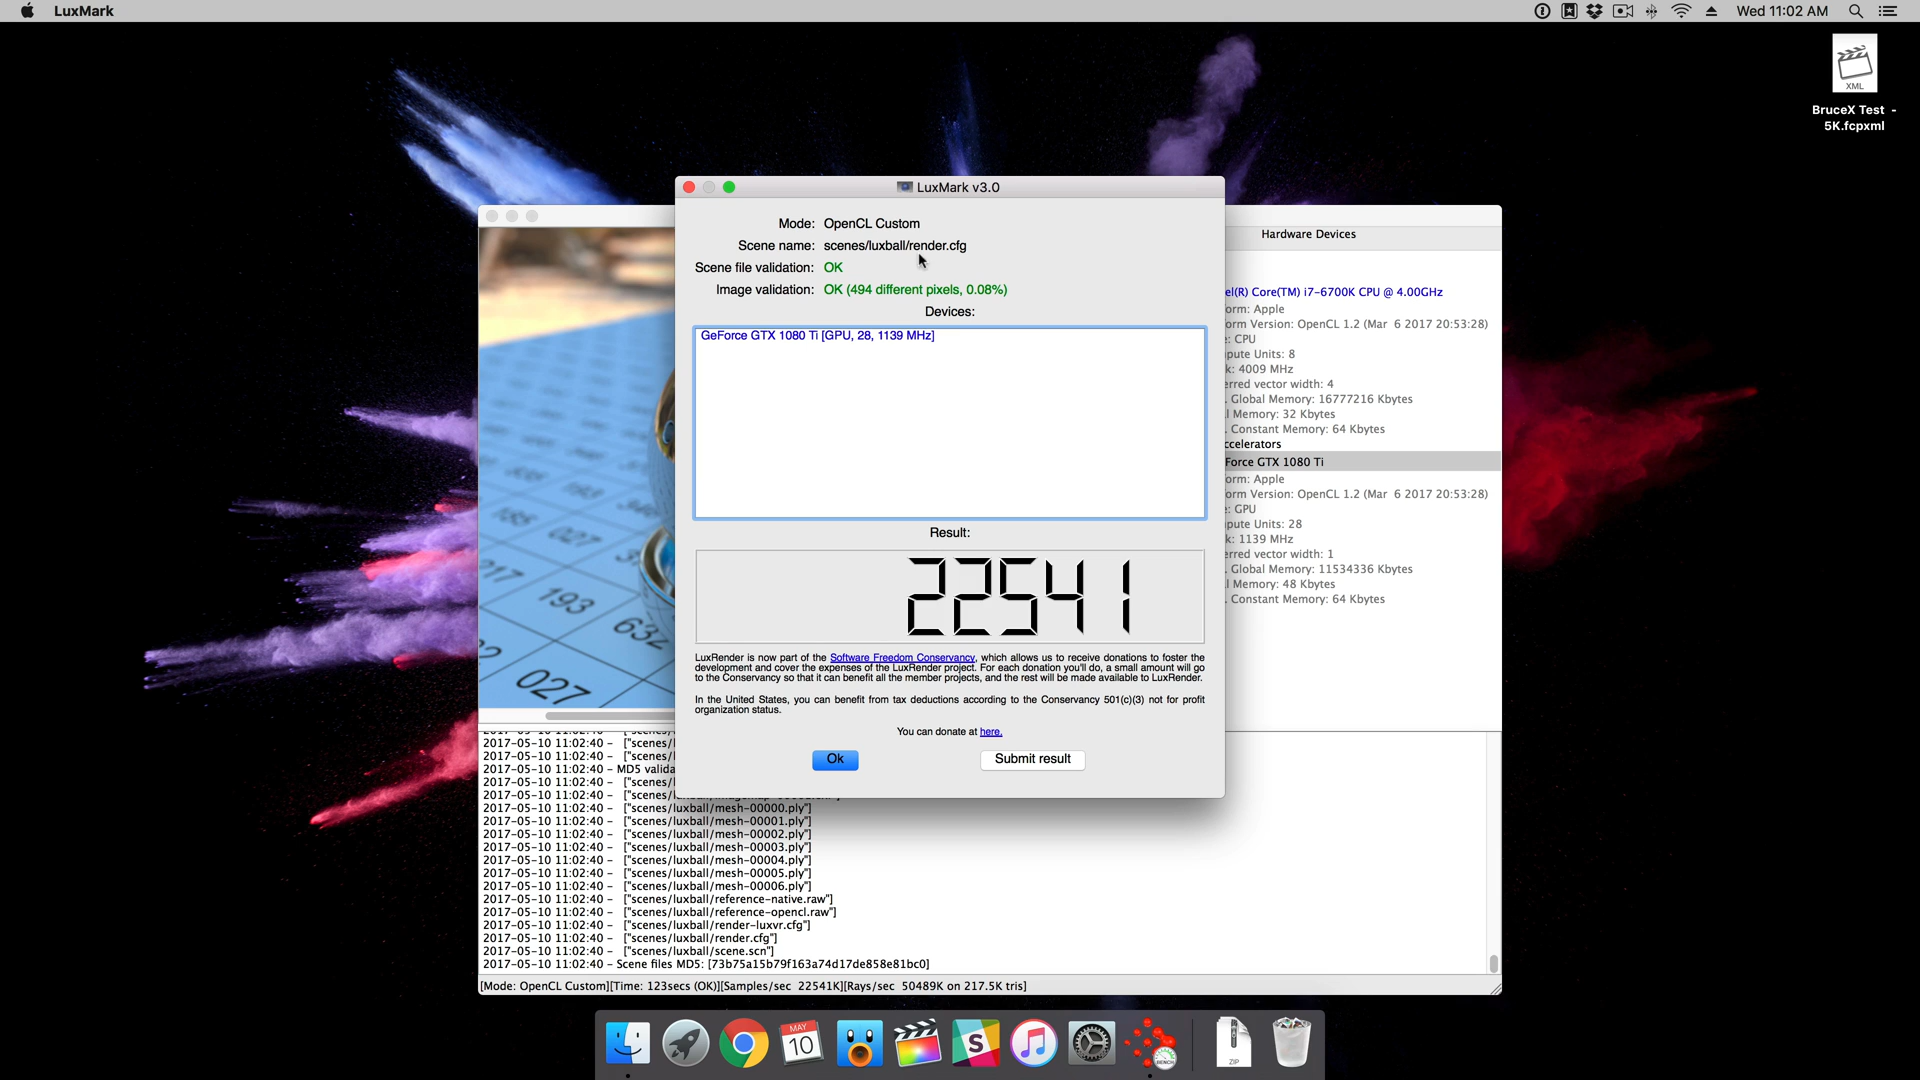 LuxMark
Wed 11:02 AM
XML
BruceX Test -
5K.fcpxml
LuxMark v3.0
Mode: OpenCL Custom
Scene name: scenes/luxball/render.cfg
Scene file validation: OK
Image validation: OK (494 different pixels, 0.08%)
Devices:
GeForce GTX 1080 Ti [GPU, 28, 1139 MHz]
Result:
22541
LuxRender is now part of the Software Freedom Conservancy, which allows us to receive donations to foster the
development and cover the expenses of the LuxRender project. For each donation you'll do, a small amount will go
to the Conservancy so that it can benefit all the member projects, and the rest will be made available to LuxRender.
In the United States, you can benefit from tax deductions according to the Conservancy 501(c)(3) not for profit
organization status.
You can donate at here.
Ok
Submit result
Hardware Devices
el(R) Core(TM) i7-6700K CPU @ 4.00GHz
orm: Apple
orm Version: OpenCL 1.2 (Mar 6 2017 20:53:28)
e: CPU
pute Units: 8
k: 4009 MHz
erred vector width: 4
. Global Memory: 16777216 Kbytes
l Memory: 32 Kbytes
. Constant Memory: 64 Kbytes
ccelerators
Force GTX 1080 Ti
orm: Apple
orm Version: OpenCL 1.2 (Mar 6 2017 20:53:28)
e: GPU
pute Units: 28
k: 1139 MHz
erred vector width: 1
. Global Memory: 11534336 Kbytes
l Memory: 48 Kbytes
. Constant Memory: 64 Kbytes
193
632
027
2017-05-10 11:02:40 - ["scenes/l
2017-05-10 11:02:40 - ["scenes/l
2017-05-10 11:02:40 - MD5 valida
2017-05-10 11:02:40 - ["scenes/l
2017-05-10 11:02:40 - ["scenes/l
2017-05-10 11:02:40 - ["scenes/luxball/mesh-00000.ply"]
2017-05-10 11:02:40 - ["scenes/luxball/mesh-00001.ply"]
2017-05-10 11:02:40 - ["scenes/luxball/mesh-00002.ply"]
2017-05-10 11:02:40 - ["scenes/luxball/mesh-00003.ply"]
2017-05-10 11:02:40 - ["scenes/luxball/mesh-00004.ply"]
2017-05-10 11:02:40 - ["scenes/luxball/mesh-00005.ply"]
2017-05-10 11:02:40 - ["scenes/luxball/mesh-00006.ply"]
2017-05-10 11:02:40 - ["scenes/luxball/reference-native.raw"]
2017-05-10 11:02:40 - ["scenes/luxball/reference-opencl.raw"]
2017-05-10 11:02:40 - ["scenes/luxball/render-luxvr.cfg"]
2017-05-10 11:02:40 - ["scenes/luxball/render.cfg"]
2017-05-10 11:02:40 - ["scenes/luxball/scene.scn"]
2017-05-10 11:02:40 - Scene files MD5: [73b75a15b79f163a74d17de858e81bc0]
[Mode: OpenCL Custom][Time: 123secs (OK)][Samples/sec 22541K][Rays/sec 50489K on 217.5K tris]
MAY
10
S
BENCH
ZIP